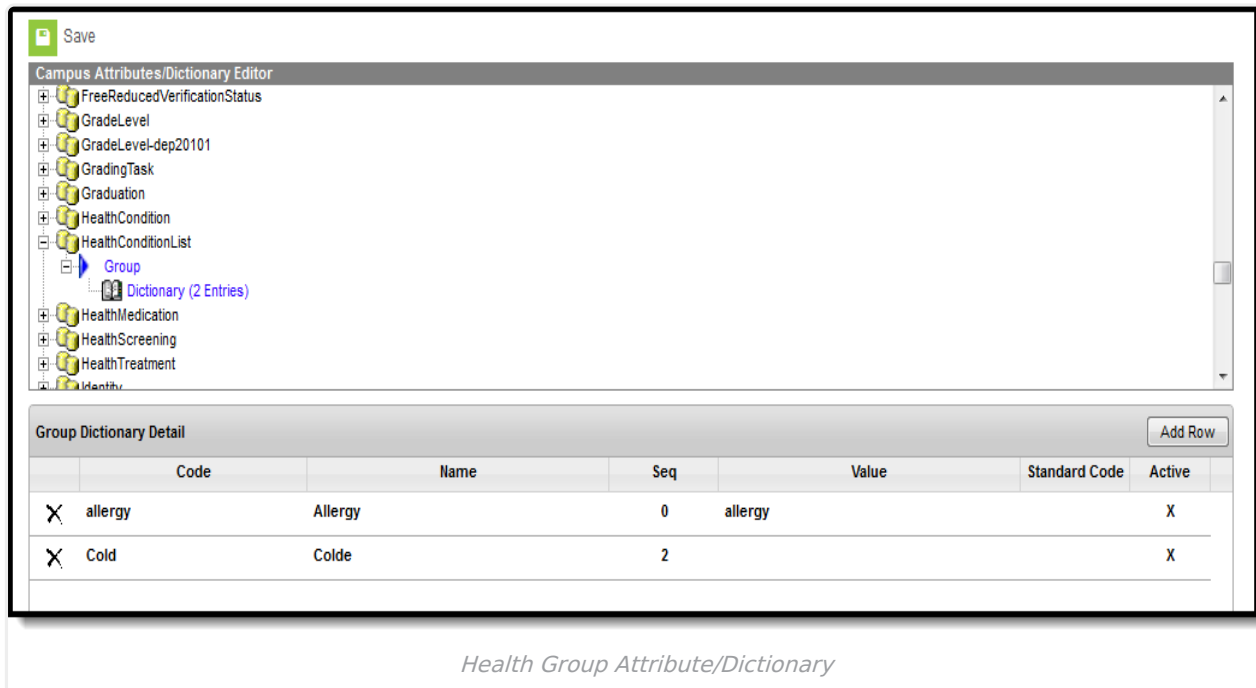 Save
Campus Attributes/Dictionary Editor
FreeReducedVerificationStatus
GradeLevel
GradeLevel-dep20101
GradingTask
Graduation
HealthCondition
HealthConditionList
Group
Dictionary (2 Entries)
HealthMedication
HealthScreening
HealthTreatment
Identity
Group Dictionary Detail Add Row
Code Name Seq Value Standard Code Active
X allergy Allergy 0 allergy X
X Cold Colde 2 X
Health Group Attribute/Dictionary